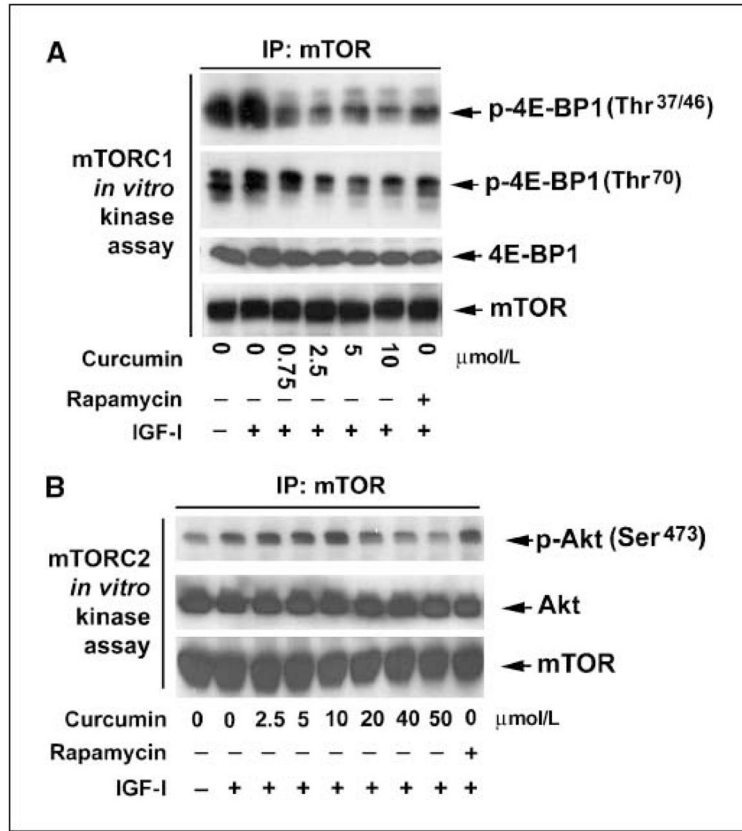 A
IP: mTOR
mTORC1
in vitro
kinase
assay
p-4E-BP1 (Thr37/46)
p-4E-BP1 (Thr70)
4E-BP1
mTOR
Curcumin 0 0 0.75 2.5 5 10 0 μmol/L
Rapamycin – – – – – – +
IGF-I – + + + + + +
B
IP: mTOR
mTORC2
in vitro
kinase
assay
p-Akt (Ser473)
Akt
mTOR
Curcumin 0 0 2.5 5 10 20 40 50 0 μmol/L
Rapamycin – – – – – – – – +
IGF-I – + + + + + + + +